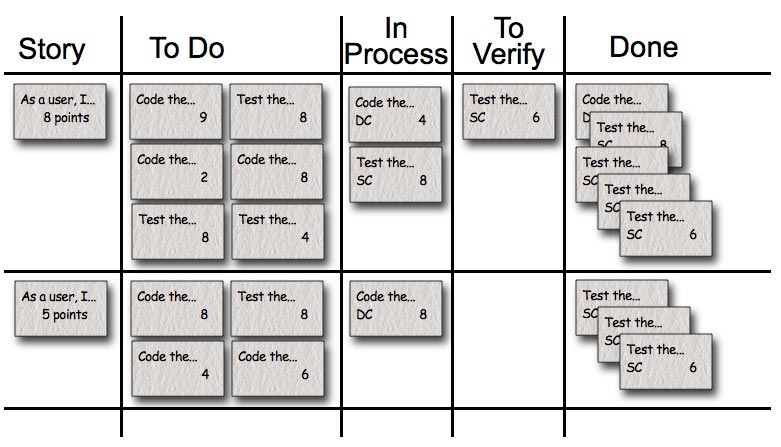 Story
To Do
In
Process
To
Verify
Done
As a user, I...
8 points
Code the...
9
Test the...
8
Code the...
2
Code the...
8
Test the...
8
Test the...
4
Code the...
DC 4
Test the...
SC 8
Test the...
SC 6
Code the...
Test the...
SC 8
Test the...
SC
Test the...
SC
Test the...
SC 6
As a user, I...
5 points
Code the...
8
Test the...
8
Code the...
4
Code the...
6
Code the...
DC 8
Test the...
SC
Test the...
SC
Test the...
SC 6